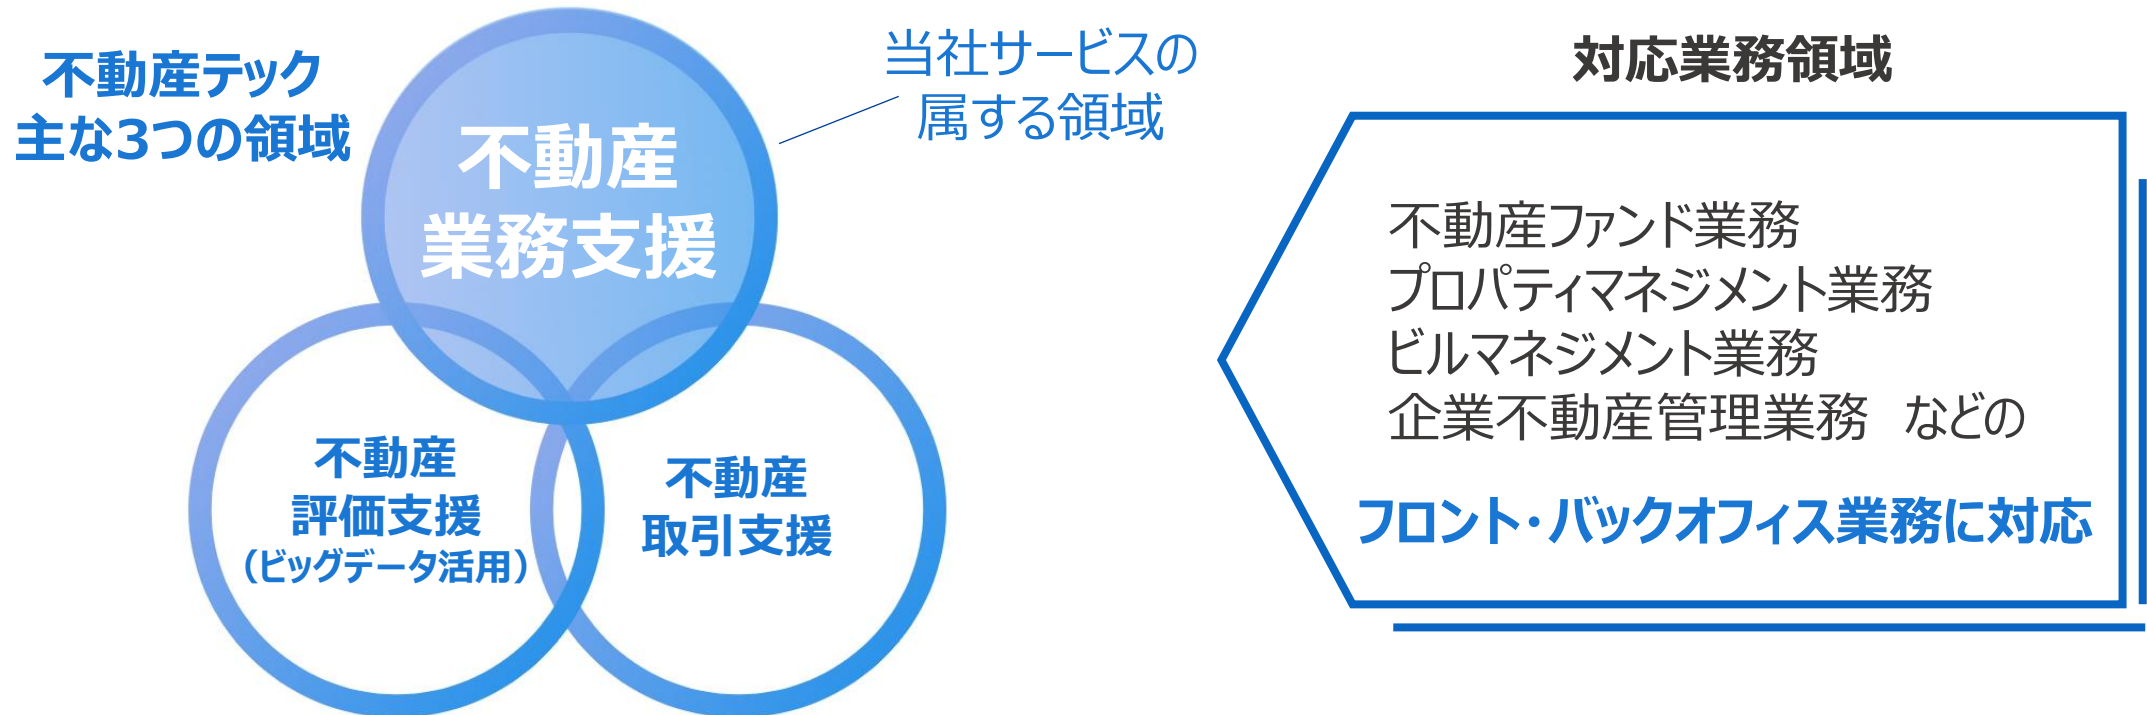 不動産テック
主な3つの領域
当社サービスの
属する領域
不動産
業務支援
不動産
評価支援
（ビッグデータ活用）
不動産
取引支援
対応業務領域
不動産ファンド業務
プロパティマネジメント業務
ビルマネジメント業務
企業不動産管理業務　などの
フロント・バックオフィス業務に対応